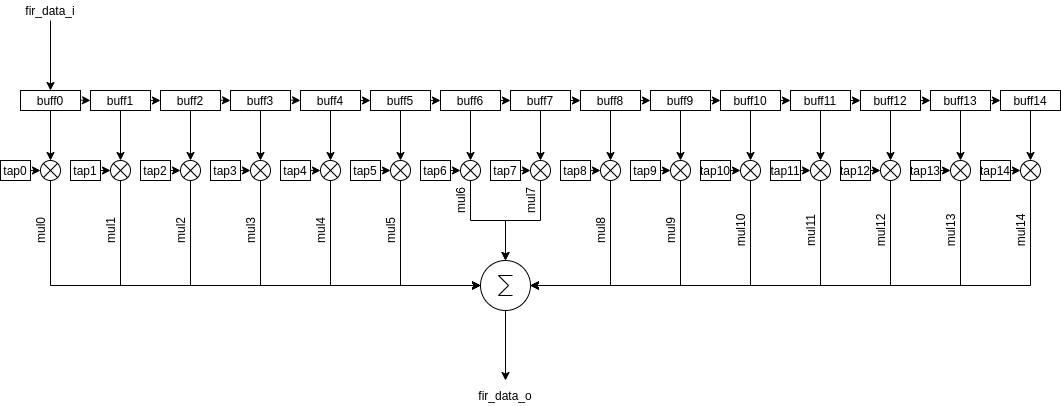 fir_data_i
buff0 buff1 buff2 buff3 buff4 buff5 buff6 buff7 buff8 buff9 buff10 buff11 buff12 buff13 buff14
tap0 tap1 tap2 tap3 tap4 tap5 tap6 tap7 tap8 tap9 tap10 tap11 tap12 tap13 tap14
mul0 mul1 mul2 mul3 mul4 mul5 mul6 mul7 mul8 mul9 mul10 mul11 mul12 mul13 mul14
∑
fir_data_o